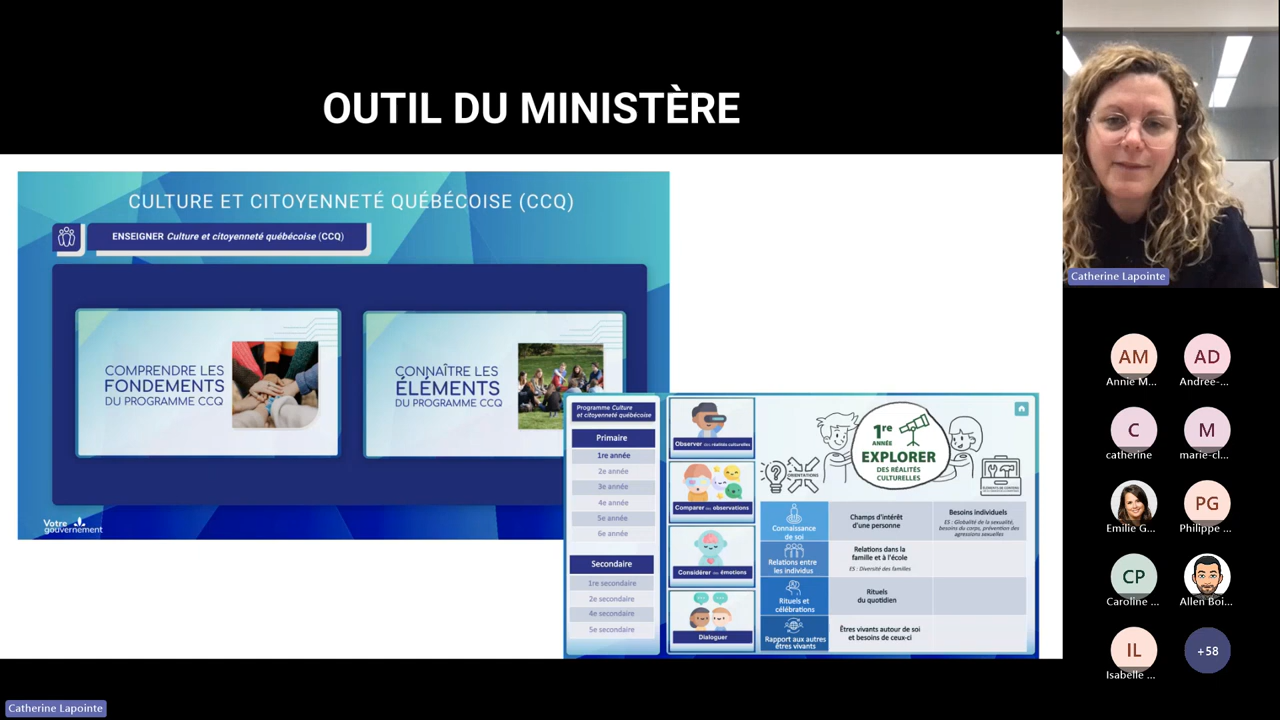 OUTIL DU MINISTÈRE
CULTURE ET CITOYENNETÉ QUÉBÉCOISE (CCQ)
ENSEIGNER Culture et citoyenneté québécoise (CCQ)
COMPRENDRE LES
FONDEMENTS
DU PROGRAMME CCQ
CONNAÎTRE LES
ÉLÉMENTS
DU PROGRAMME CCQ
Votre
gouvernement
Programme Culture
et citoyenneté québécoise
Primaire
1re année
2e année
3e année
4e année
5e année
6e année
Secondaire
1re secondaire
2e secondaire
4e secondaire
5e secondaire
Observer des réalités culturelles
Comparer des observations
Considérer des émotions
Dialoguer
ORIENTATIONS
1re
ANNÉE
EXPLORER
DES RÉALITÉS
CULTURELLES
Connaissance
de soi
Champs d'intérêt
d'une personne
Besoins individuels
ES : Globalité de la sexualité,
besoins du corps, prévention des
agressions sexuelles
Relations entre
les individus
Relations dans la
famille et à l'école
ES : Diversité des familles
Rituels et
célébrations
Rituels
du quotidien
Rapport aux autres
êtres vivants
Êtres vivants autour de soi
et besoins de ceux-ci
Catherine Lapointe
AM
Annie M...
AD
Andrée-...
C
catherine
M
marie-cl...
Emilie G...
PG
Philippe ...
CP
Caroline ...
Allen Boi...
IL
Isabelle ...
+58
Catherine Lapointe